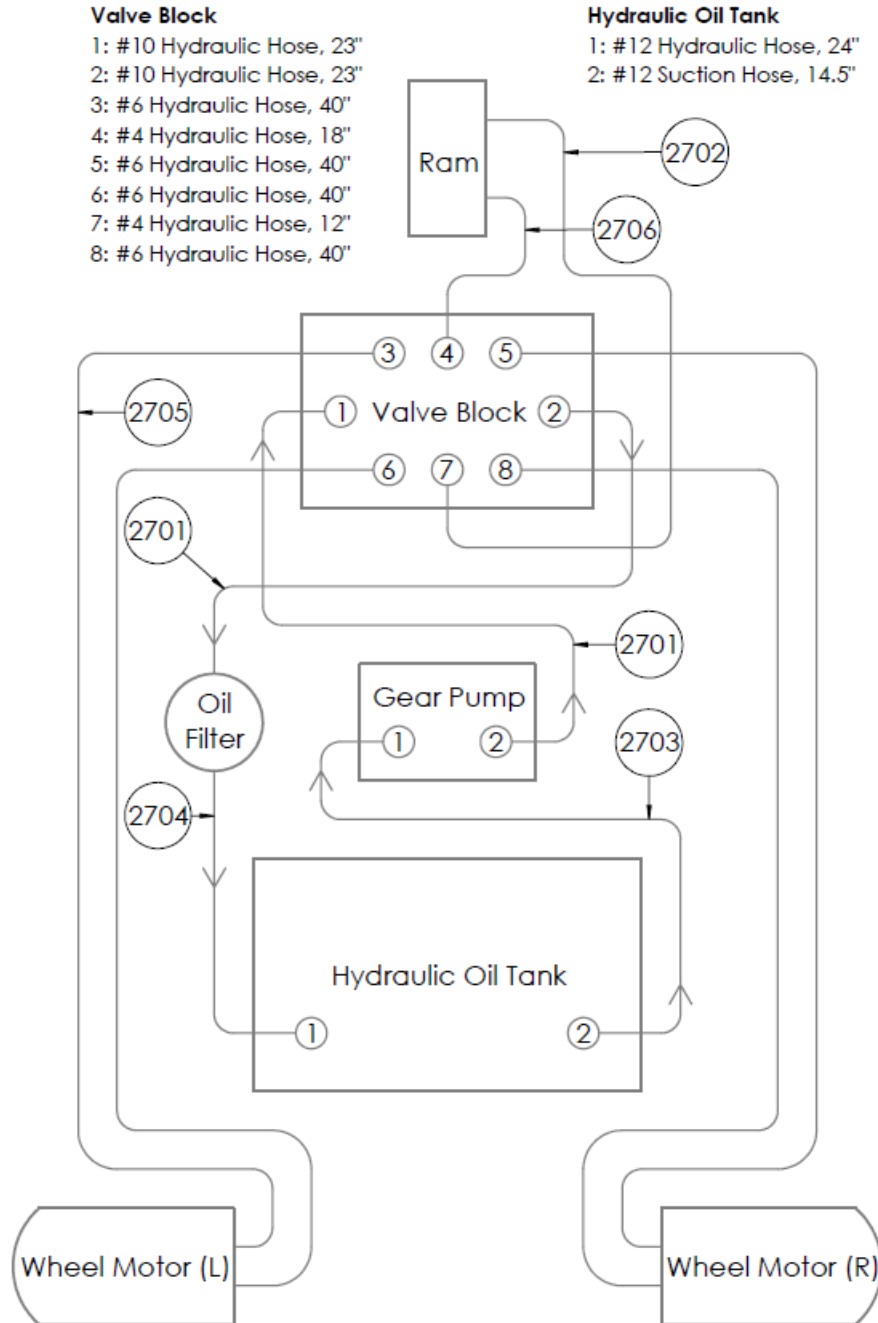 Valve Block
1: #10 Hydraulic Hose, 23"
2: #10 Hydraulic Hose, 23"
3: #6 Hydraulic Hose, 40"
4: #4 Hydraulic Hose, 18"
5: #6 Hydraulic Hose, 40"
6: #6 Hydraulic Hose, 40"
7: #4 Hydraulic Hose, 12"
8: #6 Hydraulic Hose, 40"
Hydraulic Oil Tank
1: #12 Hydraulic Hose, 24"
2: #12 Suction Hose, 14.5"
Ram
2702
2706
3 4 5
2705
1 Valve Block 2
6 7 8
2701
2701
Gear Pump
1 2
Oil
Filter
2703
2704
Hydraulic Oil Tank
1 2
Wheel Motor (L)
Wheel Motor (R)